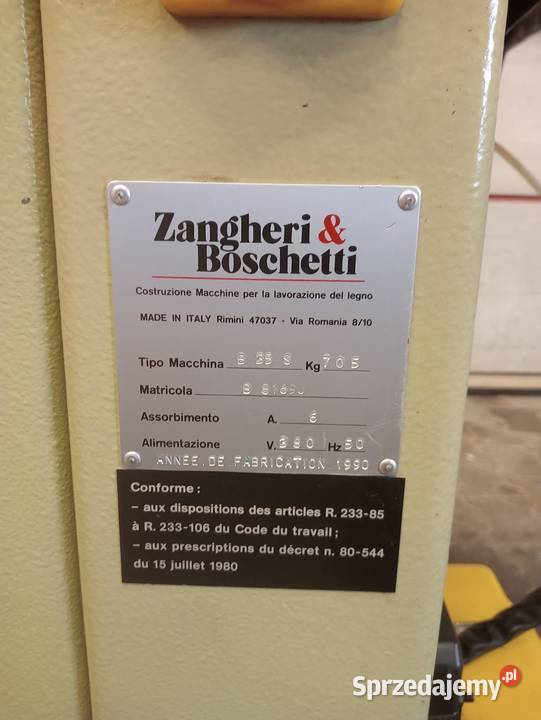 Zangheri &
Boschetti
Costruzione Macchine per la lavorazione del legno
MADE IN ITALY Rimini 47037 - Via Romania 8/10
Tipo Macchina Kg 705
Matricola B
Assorbimento A. 6
Alimentazione V. 380 Hz 50
ANNEE.DE FABRICATION 1990
Conforme :
– aux dispositions des articles R. 233-85
à R. 233-106 du Code du travail ;
– aux prescriptions du décret n. 80-544
du 15 juillet 1980
Sprzedajemy.pl